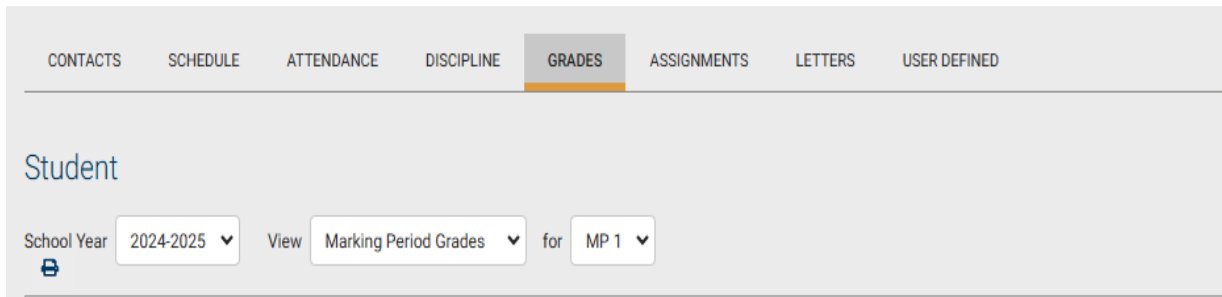 CONTACTS SCHEDULE ATTENDANCE DISCIPLINE GRADES ASSIGNMENTS LETTERS USER DEFINED
Student
School Year 2024-2025 View Marking Period Grades for MP 1